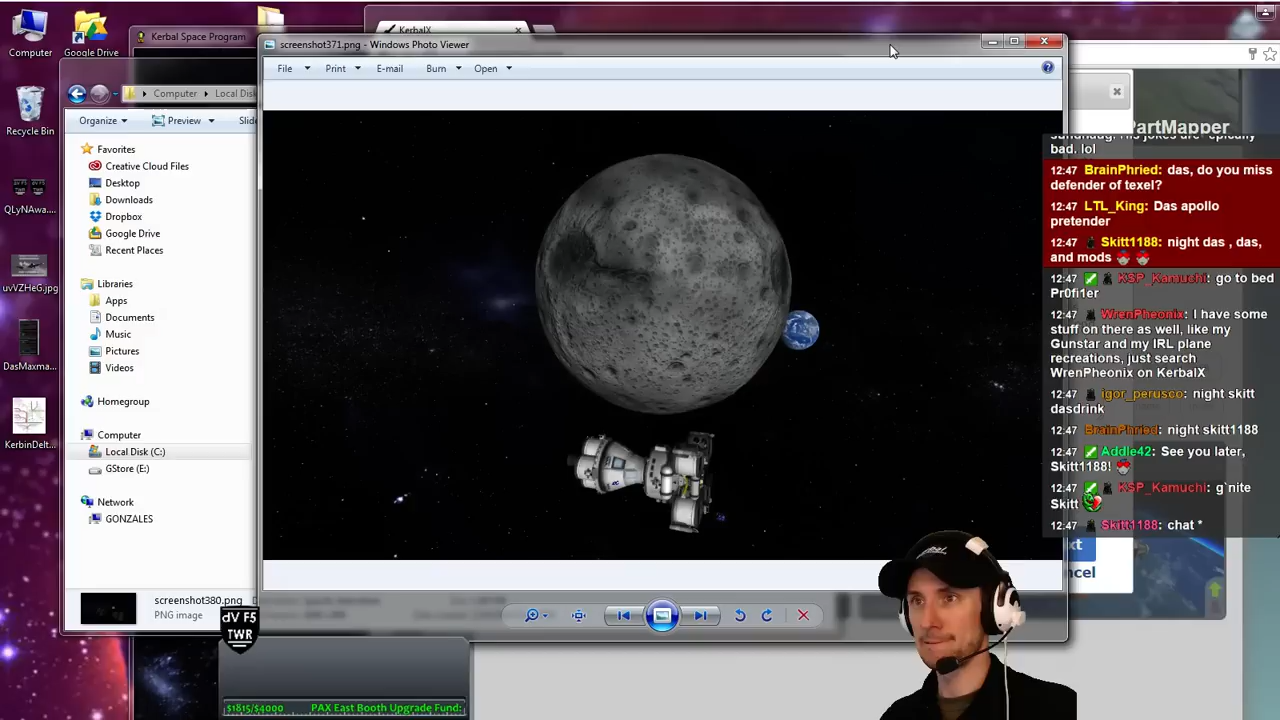 Computer
Google Drive
Kerbal Space Program
KerbalX
screenshot371.png - Windows Photo Viewer
File
Print
E-mail
Burn
Open
Computer
Local Disk
Organize
Preview
Slide
Recycle Bin
Favorites
Creative Cloud Files
Desktop
Downloads
Dropbox
Google Drive
Recent Places
QLyNAwa....
uvVZHeG.jpg
DasMaxma...
KerbinDelt...
Libraries
Apps
Documents
Music
Pictures
Videos
Homegroup
Computer
Local Disk (C:)
GStore (E:)
Network
GONZALES
screenshot380.png
PNG image
dV F5
TWR
$1815/$4000
PAX East Booth Upgrade Fund:
PartMapper
bad. lol
12:47 BrainPhried: das, do you miss
defender of texel?
12:47 LTL_King: Das apollo
pretender
12:47 Skitt1188: night das , das,
and mods
12:47 KSP_Kamuchi: go to bed
Pr0fi1er
12:47 WrenPheonix: I have some
stuff on there as well, like my
Gunstar and my IRL plane
recreations, just search
WrenPheonix on KerbalX
12:47 igor_perusco: night skitt
dasdrink
12:47 BrainPhried: night skitt1188
12:47 Addle42: See you later,
Skitt1188!
12:47 KSP_Kamuchi: g`nite
Skitt
12:47 Skitt1188: chat *